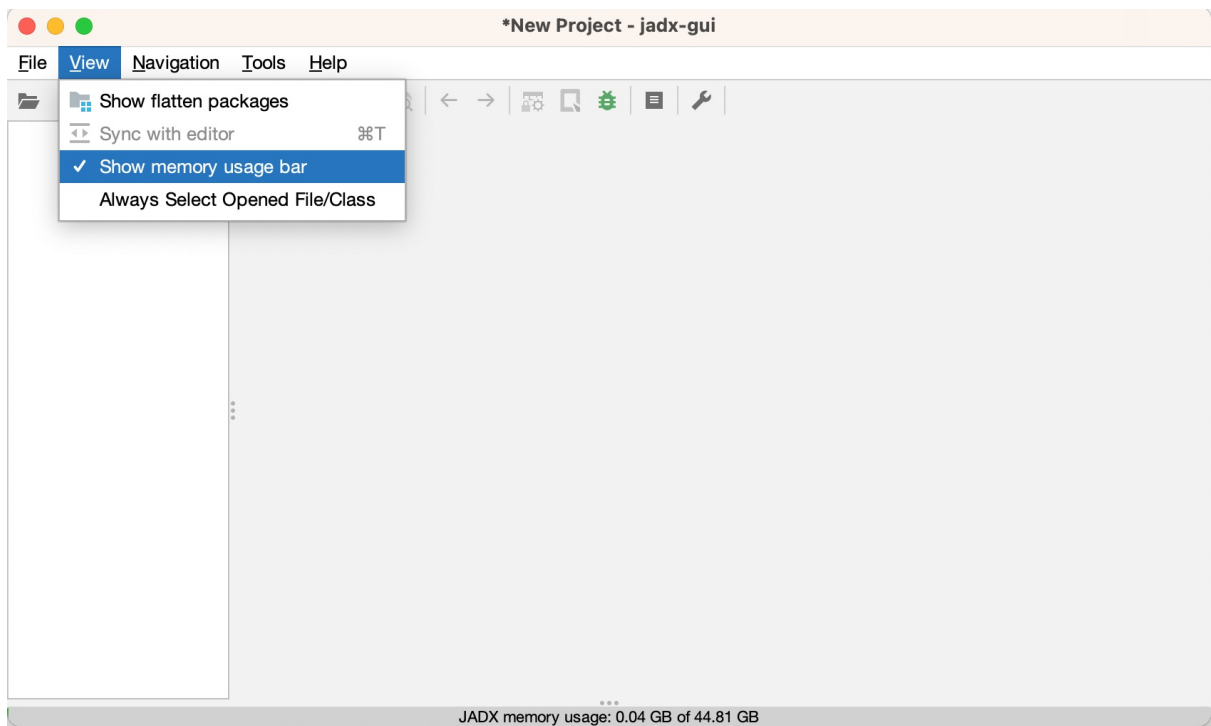 *New Project - jadx-gui
File View Navigation Tools Help
Show flatten packages
Sync with editor ⌘T
Show memory usage bar
Always Select Opened File/Class
JADX memory usage: 0.04 GB of 44.81 GB